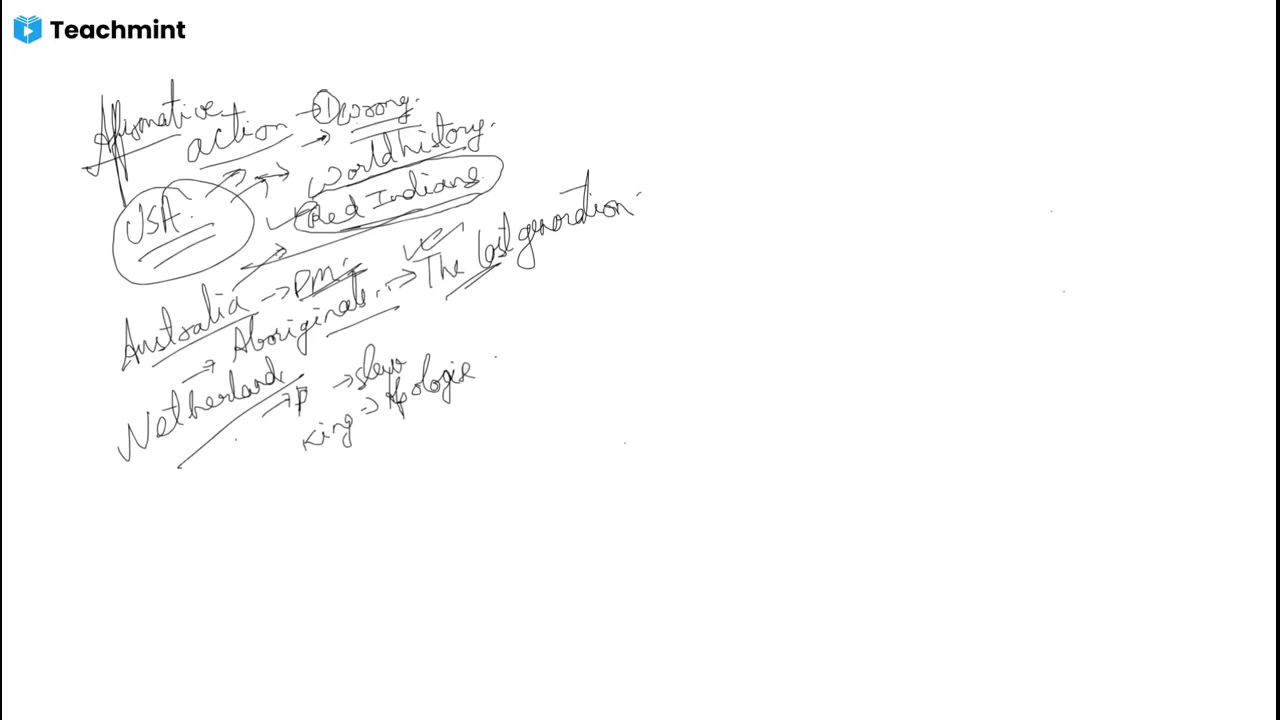 Teachmint
Affirmative action → 1 wrong.
→ World history.
USA. → Red Indians
Australia → PM.
→ Aboriginals. → The lost generation.
Netherlands → P → slav
King → Apologise